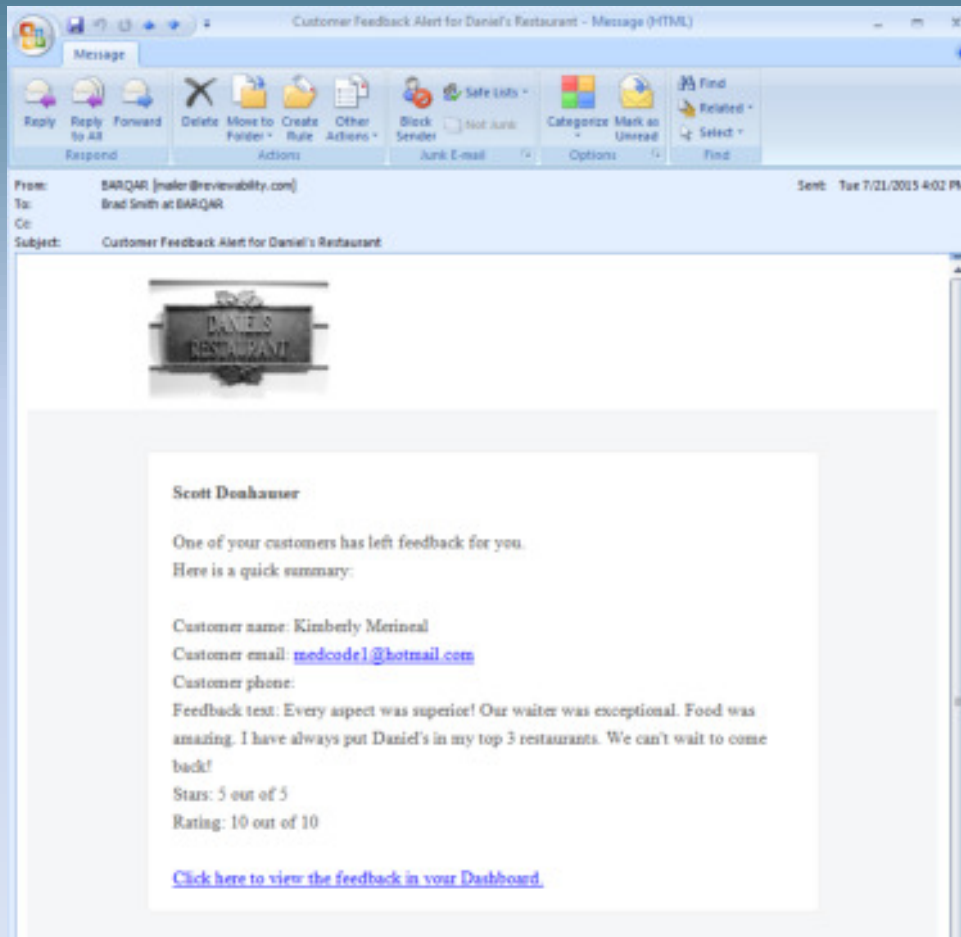 Customer Feedback Alert for Daniel's Restaurant - Message (HTML)
Message
Reply
Reply to All
Forward
Delete
Move to Folder
Create Rule
Other Actions
Block Sender
Safe Lists
Not Junk
Categorize
Mark as Unread
Find
Related
Select
Respond
Actions
Junk E-mail
Options
Find
From: BARQAR [mailer@reviewability.com]
Sent: Tue 7/21/2015 4:02 PM
To: Brad Smith at BARQAR
Cc:
Subject: Customer Feedback Alert for Daniel's Restaurant
DANIELS
RESTAURANT
Scott Donhauser
One of your customers has left feedback for you.
Here is a quick summary:
Customer name: Kimberly Merineal
Customer email: medcode1@hotmail.com
Customer phone:
Feedback text: Every aspect was superior! Our waiter was exceptional. Food was
amazing. I have always put Daniel's in my top 3 restaurants. We can't wait to come
back!
Stars: 5 out of 5
Rating: 10 out of 10
Click here to view the feedback in your Dashboard.